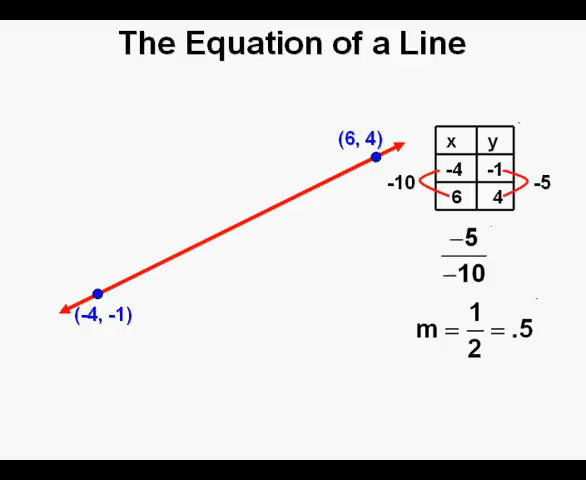 The Equation of a Line
(6, 4)
x y
-4 -1
-10 -5
6 4
–5
–10
(-4, -1)
m = 1/2 = .5